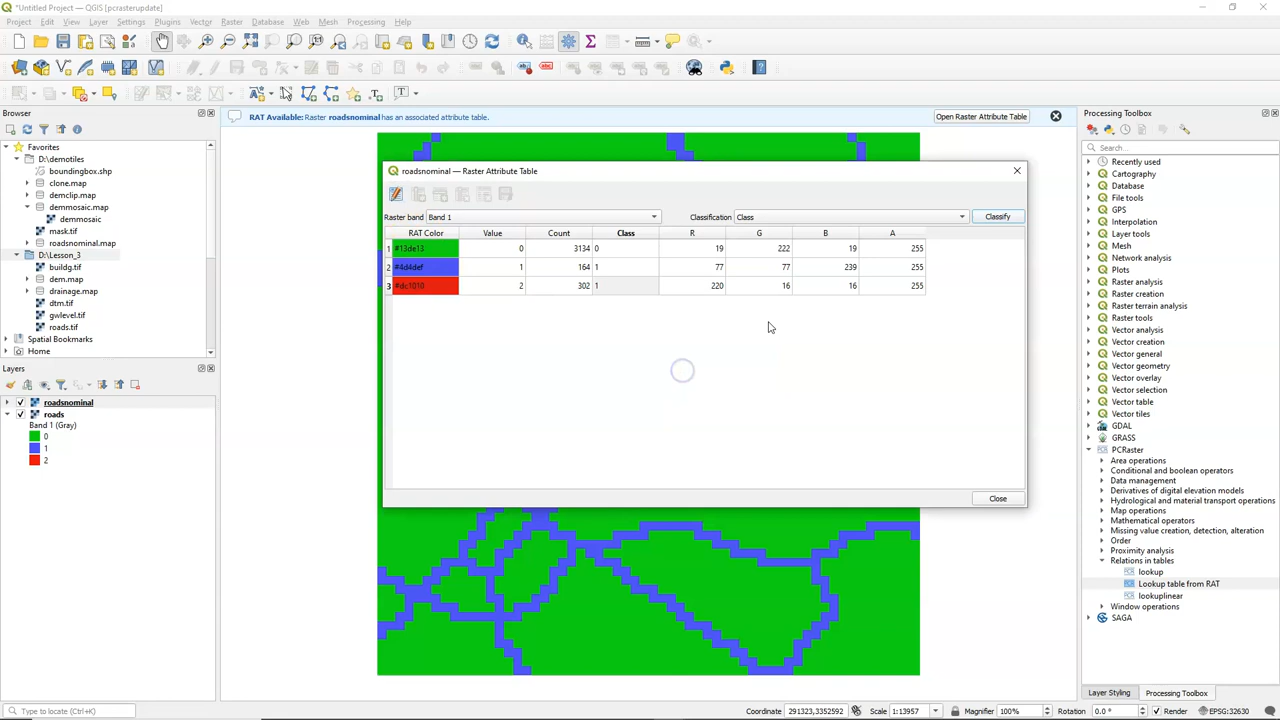 *Untitled Project — QGIS [pcrasterupdate]
Project Edit View Layer Settings Plugins Vector Raster Database Web Mesh Processing Help
Browser
Favorites
D:\demotiles
boundingbox.shp
clone.map
demclip.map
demmosaic.map
demmosaic
mask.tif
roadsnominal.map
D:\Lesson_3
buildg.tif
dem.map
drainage.map
dtm.tif
gwlevel.tif
roads.tif
Spatial Bookmarks
Home
Layers
roadsnominal
roads
Band 1 (Gray)
0
1
2
RAT Available: Raster roadsnominal has an associated attribute table.
Open Raster Attribute Table
roadsnominal — Raster Attribute Table
Raster band Band 1 Classification Class Classify
RAT Color Value Count Class R G B A
1 #13de13 0 3134 0 19 222 19 255
2 #4d4def 1 164 1 77 77 239 255
3 #dc1010 2 302 1 220 16 16 255
Close
Processing Toolbox
Search...
Recently used
Cartography
Database
File tools
GPS
Interpolation
Layer tools
Mesh
Network analysis
Plots
Raster analysis
Raster creation
Raster terrain analysis
Raster tools
Vector analysis
Vector creation
Vector general
Vector geometry
Vector overlay
Vector selection
Vector table
Vector tiles
GDAL
GRASS
PCRaster
Area operations
Conditional and boolean operators
Data management
Derivatives of digital elevation models
Hydrological and material transport operations
Map operations
Mathematical operators
Missing value creation, detection, alteration
Order
Proximity analysis
Relations in tables
lookup
Lookup table from RAT
lookuplinear
Window operations
SAGA
Layer Styling Processing Toolbox
Type to locate (Ctrl+K) Coordinate 291323,3352592 Scale 1:13957 Magnifier 100% Rotation 0.0 ° Render EPSG:32630